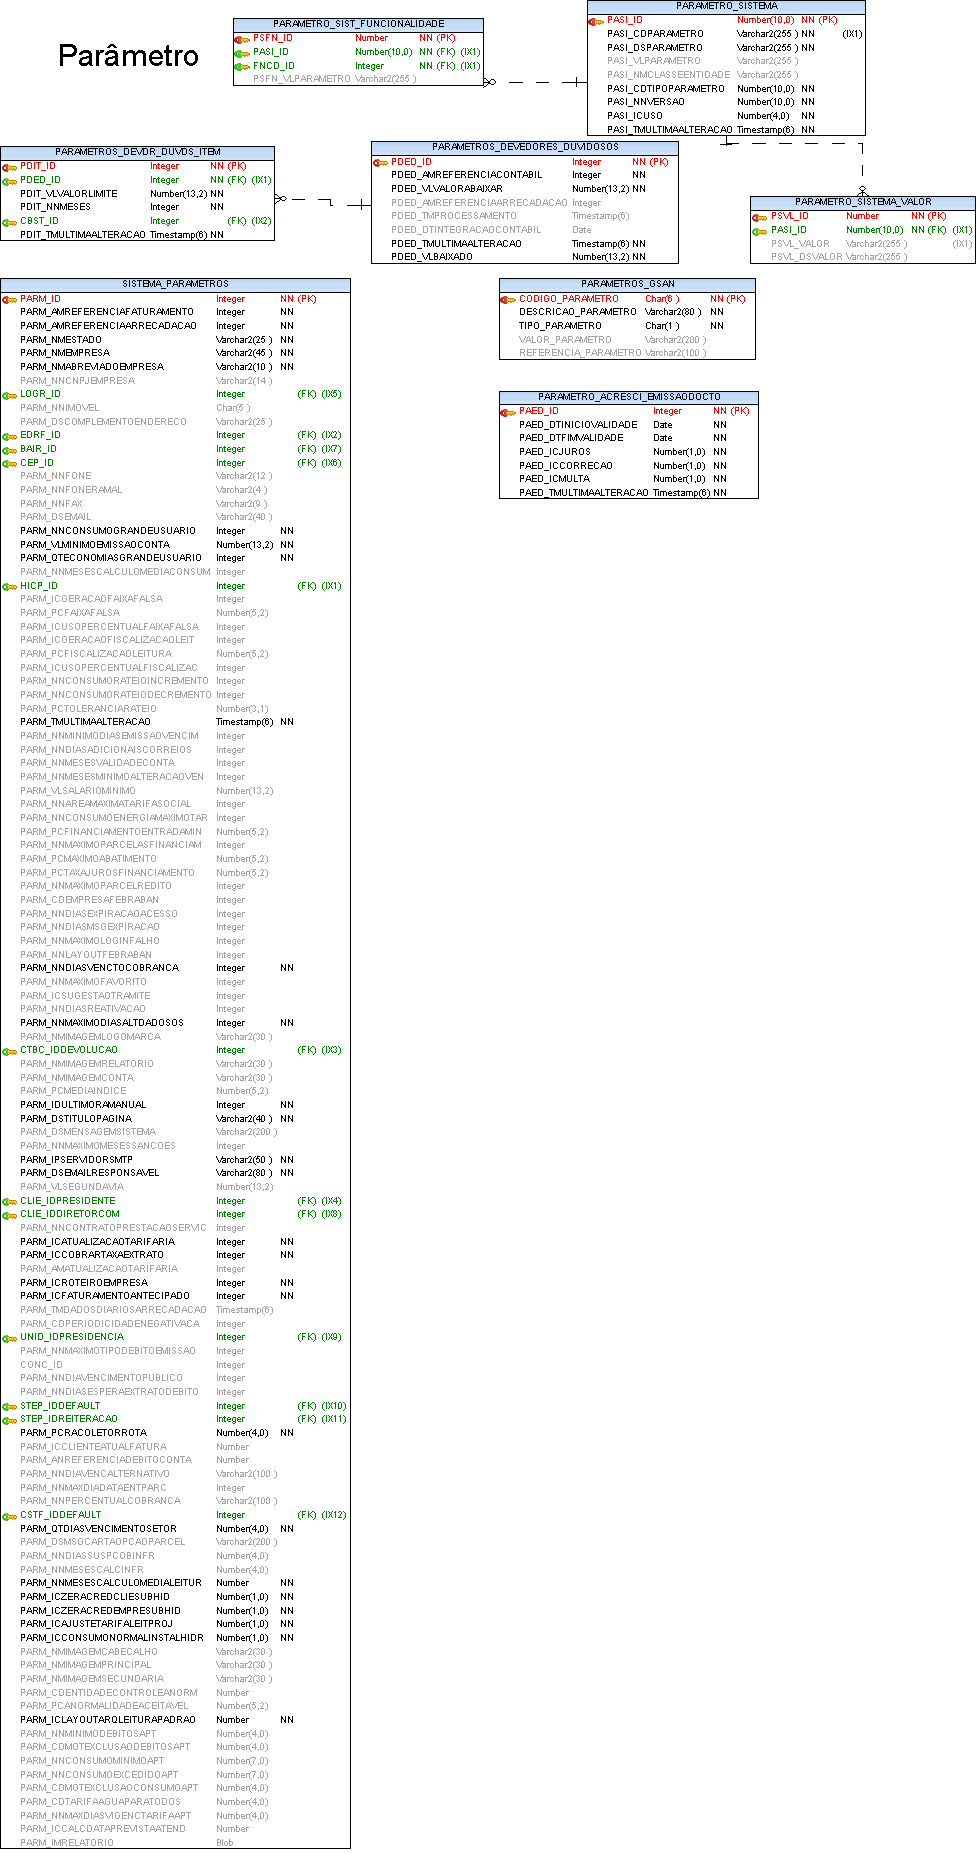 Parâmetro
PARAMETRO_SIST_FUNCIONALIDADE
PSFN_ID Number NN (PK)
PASI_ID Number(10,0) NN (FK) (IX1)
FNCD_ID Integer NN (FK) (IX1)
PSFN_VLPARAMETRO Varchar2(255 )
PARAMETRO_SISTEMA
PASI_ID Number(10,0) NN (PK)
PASI_CDPARAMETRO Varchar2(255 ) NN (IX1)
PASI_DSPARAMETRO Varchar2(255 ) NN
PASI_VLPARAMETRO Varchar2(255 )
PASI_NMCLASSEENTIDADE Varchar2(255 )
PASI_CDTIPOPARAMETRO Number(10,0) NN
PASI_NNVERSAO Number(10,0) NN
PASI_ICUSO Number(4,0) NN
PASI_TMULTIMAALTERACAO Timestamp(6) NN
PARAMETROS_DEVDR_DUVDS_ITEM
PDIT_ID Integer NN (PK)
PDED_ID Integer NN (FK) (IX1)
PDIT_VLVALORLIMITE Number(13,2) NN
PDIT_NNMESES Integer NN
CBST_ID Integer (FK) (IX2)
PDIT_TMULTIMAALTERACAO Timestamp(6) NN
PARAMETROS_DEVEDORES_DUVIDOSOS
PDED_ID Integer NN (PK)
PDED_AMREFERENCIACONTABIL Integer NN
PDED_VLVALORABAIXAR Number(13,2) NN
PDED_AMREFERENCIAARRECADACAO Integer
PDED_TMPROCESSAMENTO Timestamp(6)
PDED_DTINTEGRACAOCONTABIL Date
PDED_TMULTIMAALTERACAO Timestamp(6) NN
PDED_VLBAIXADO Number(13,2) NN
PARAMETRO_SISTEMA_VALOR
PSVL_ID Number NN (PK)
PASI_ID Number(10,0) NN (FK) (IX1)
PSVL_VALOR Varchar2(255 ) (IX1)
PSVL_DSVALOR Varchar2(255 )
SISTEMA_PARAMETROS
PARM_ID Integer NN (PK)
PARM_AMREFERENCIAFATURAMENTO Integer NN
PARM_AMREFERENCIAARRECADACAO Integer NN
PARM_NMESTADO Varchar2(25 ) NN
PARM_NMEMPRESA Varchar2(45 ) NN
PARM_NMABREVIADOEMPRESA Varchar2(10 ) NN
PARM_NNCNPJEMPRESA Varchar2(14 )
LOGR_ID Integer (FK) (IX5)
PARM_NNIMOVEL Char(5 )
PARM_DSCOMPLEMENTOENDERECO Varchar2(25 )
EDRF_ID Integer (FK) (IX2)
BAIR_ID Integer (FK) (IX7)
CEP_ID Integer (FK) (IX6)
PARM_NNFONE Varchar2(12 )
PARM_NNFONERAMAL Varchar2(4 )
PARM_NNFAX Varchar2(9 )
PARM_DSEMAIL Varchar2(40 )
PARM_NNCONSUMOGRANDEUSUARIO Integer NN
PARM_VLMINIMOEMISSAOCONTA Number(13,2) NN
PARM_QTECONOMIASGRANDEUSUARIO Integer NN
PARM_NNMESESCALCULOMEDIACONSUM Integer
HICP_ID Integer (FK) (IX1)
PARM_ICGERACAOFAIXAFALSA Integer
PARM_PCFAIXAFALSA Number(5,2)
PARM_ICUSOPERCENTUALFAIXAFALSA Integer
PARM_ICGERACAOFISCALIZACAOLEIT Integer
PARM_PCFISCALIZACAOLEITURA Number(5,2)
PARM_ICUSOPERCENTUALFISCALIZAC Integer
PARM_NNCONSUMORATEIOINCREMENTO Integer
PARM_NNCONSUMORATEIODECREMENTO Integer
PARM_PCTOLERANCIARATEIO Number(3,1)
PARM_TMULTIMAALTERACAO Timestamp(6) NN
PARM_NNMINIMODIASEMISSAOVENCIM Integer
PARM_NNDIASADICIONAISCORREIOS Integer
PARM_NNMESESVALIDADECONTA Integer
PARM_NNMESESMINIMOALTERACAOVEN Integer
PARM_VLSALARIOMINIMO Number(13,2)
PARM_NNAREAMAXIMATARIFASOCIAL Integer
PARM_NNCONSUMOENERGIAMAXIMOTAR Integer
PARM_PCFINANCIAMENTOENTRADAMIN Number(5,2)
PARM_NNMAXIMOPARCELASFINANCIAM Integer
PARM_PCMAXIMOABATIMENTO Number(5,2)
PARM_PCTAXAJUROSFINANCIAMENTO Number(5,2)
PARM_NNMAXIMOPARCELREDITO Integer
PARM_CDEMPRESAFEBRABAN Integer
PARM_NNDIASEXPIRACAOACESSO Integer
PARM_NNDIASMSGEXPIRACAO Integer
PARM_NNMAXIMOLOGINFALHO Integer
PARM_NNLAYOUTFEBRABAN Integer
PARM_NNDIASVENCTOCOBRANCA Integer NN
PARM_NNMAXIMOFAVORITO Integer
PARM_ICSUGESTAOTRAMITE Integer
PARM_NNDIASREATIVACAO Integer
PARM_NNMAXIMODIASALTDADOSOS Integer NN
PARM_NMIMAGEMLOGOMARCA Varchar2(30 )
CTBC_IDDEVOLUCAO Integer (FK) (IX3)
PARM_NMIMAGEMRELATORIO Varchar2(30 )
PARM_NMIMAGEMCONTA Varchar2(30 )
PARM_PCMEDIAINDICE Number(5,2)
PARM_IDULTIMORAMANUAL Integer NN
PARM_DSTITULOPAGINA Varchar2(40 ) NN
PARM_DSMENSAGEMSISTEMA Varchar2(200 )
PARM_NNMAXIMOMESESSANCOES Integer
PARM_IPSERVIDORSMTP Varchar2(50 ) NN
PARM_DSEMAILRESPONSAVEL Varchar2(80 ) NN
PARM_VLSEGUNDAVIA Number(13,2)
CLIE_IDPRESIDENTE Integer (FK) (IX4)
CLIE_IDDIRETORCOM Integer (FK) (IX8)
PARM_NNCONTRATOPRESTACAOSERVIC Integer
PARM_ICATUALIZACAOTARIFARIA Integer NN
PARM_ICCOBRARTAXAEXTRATO Integer NN
PARM_AMATUALIZACAOTARIFARIA Integer
PARM_ICROTEIROEMPRESA Integer NN
PARM_ICFATURAMENTOANTECIPADO Integer NN
PARM_TMDADOSDIARIOSARRECADACAO Timestamp(6)
PARM_CDPERIODICIDADENEGATIVACA Integer
UNID_IDPRESIDENCIA Integer (FK) (IX9)
PARM_NNMAXIMOTIPODEBITOEMISSAO Integer
CONC_ID Integer
PARM_NNDIAVENCIMENTOPUBLICO Integer
PARM_NNDIASESPERAEXTRATODEBITO Integer
STEP_IDDEFAULT Integer (FK) (IX10)
STEP_IDREITERACAO Integer (FK) (IX11)
PARM_PCRACOLETORROTA Number(4,0) NN
PARM_ICCLIENTEATUALFATURA Number
PARM_ANREFERENCIADEBITOCONTA Number
PARM_NNDIAVENCALTERNATIVO Varchar2(100 )
PARM_NNMAXDIADATAENTPARC Integer
PARM_NNPERCENTUALCOBRANCA Varchar2(100 )
CSTF_IDDEFAULT Integer (FK) (IX12)
PARM_QTDIASVENCIMENTOSETOR Number(4,0) NN
PARM_DSMSGCARTAOPCAOPARCEL Varchar2(200 )
PARM_NNDIASSUSPCOBINFR Number(4,0)
PARM_NNMESESCALCINFR Number(4,0)
PARM_NNMESESCALCULOMEDIALEITUR Number NN
PARM_ICZERACREDCLIESUBHID Number(1,0) NN
PARM_ICZERACREDEMPRESUBHID Number(1,0) NN
PARM_ICAJUSTETARIFALEITPROJ Number(1,0) NN
PARM_ICCONSUMONORMALINSTALHIDR Number(1,0) NN
PARM_NMIMAGEMCABECALHO Varchar2(30 )
PARM_NMIMAGEMPRINCIPAL Varchar2(30 )
PARM_NMIMAGEMSECUNDARIA Varchar2(30 )
PARM_CDENTIDADECONTROLEANORM Number
PARM_PCANORMALIDADEACEITAVEL Number(5,2)
PARM_ICLAYOUTARQLEITURAPADRAO Number NN
PARM_NNMINIMODEBITOSAPT Number(4,0)
PARM_CDMOTEXCLUSAODEBITOSAPT Number(4,0)
PARM_NNCONSUMOMINIMOAPT Number(7,0)
PARM_NNCONSUMOEXCEDIDOAPT Number(7,0)
PARM_CDMOTEXCLUSAOCONSUMOAPT Number(4,0)
PARM_CDTARIFAAGUAPARATODOS Number(4,0)
PARM_NNMAXDIASVIGENCTARIFAAPT Number(4,0)
PARM_ICCALCDATAPREVISTAATEND Number
PARM_IMRELATORIO Blob
PARAMETROS_GSAN
CODIGO_PARAMETRO Char(6 ) NN (PK)
DESCRICAO_PARAMETRO Varchar2(80 ) NN
TIPO_PARAMETRO Char(1 ) NN
VALOR_PARAMETRO Varchar2(200 )
REFERENCIA_PARAMETRO Varchar2(100 )
PARAMETRO_ACRESCI_EMISSAODOCTO
PAED_ID Integer NN (PK)
PAED_DTINICIOVALIDADE Date NN
PAED_DTFIMVALIDADE Date NN
PAED_ICJUROS Number(1,0) NN
PAED_ICCORRECAO Number(1,0) NN
PAED_ICMULTA Number(1,0) NN
PAED_TMULTIMAALTERACAO Timestamp(6) NN